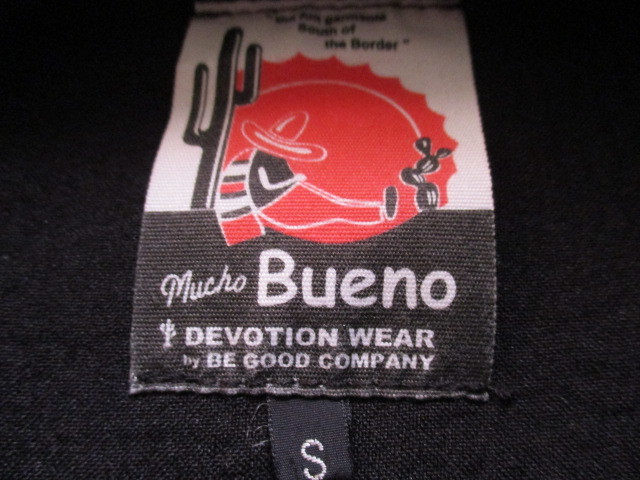 South of
the Border"
Mucho Bueno
DEVOTION WEAR
by BE GOOD COMPANY
S